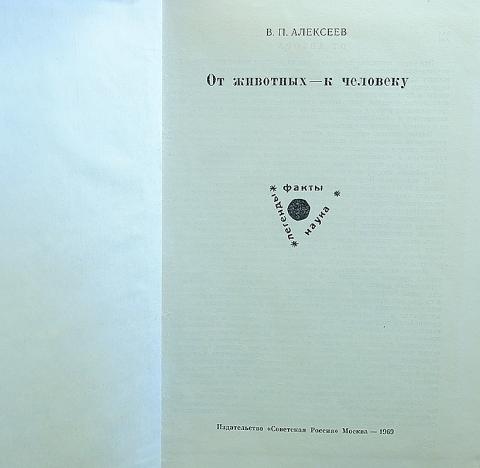 В. П. АЛЕКСЕЕВ
От животных—к человеку
* факты *
легенды
наука
*
Издательство «Советская Россия» Москва — 1969